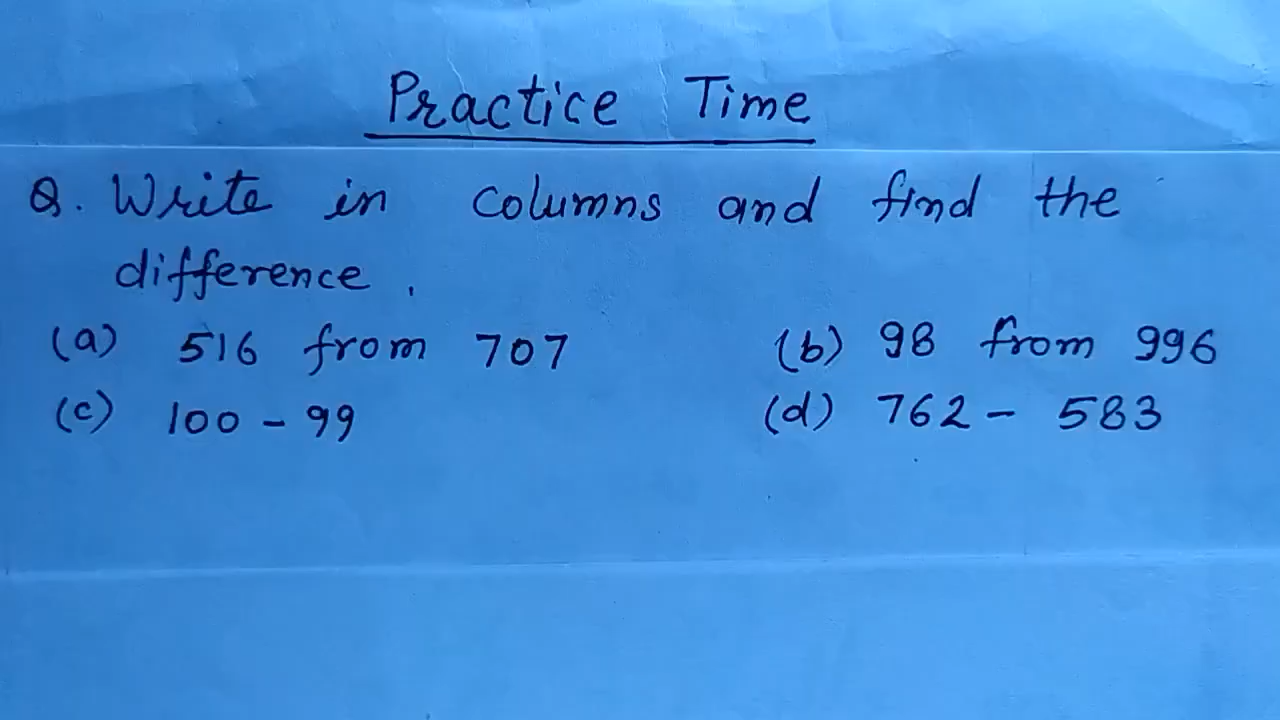 Practice Time
Q. Write in columns and find the
difference.
(a) 516 from 707 (b) 98 from 996
(c) 100 - 99 (d) 762 - 583